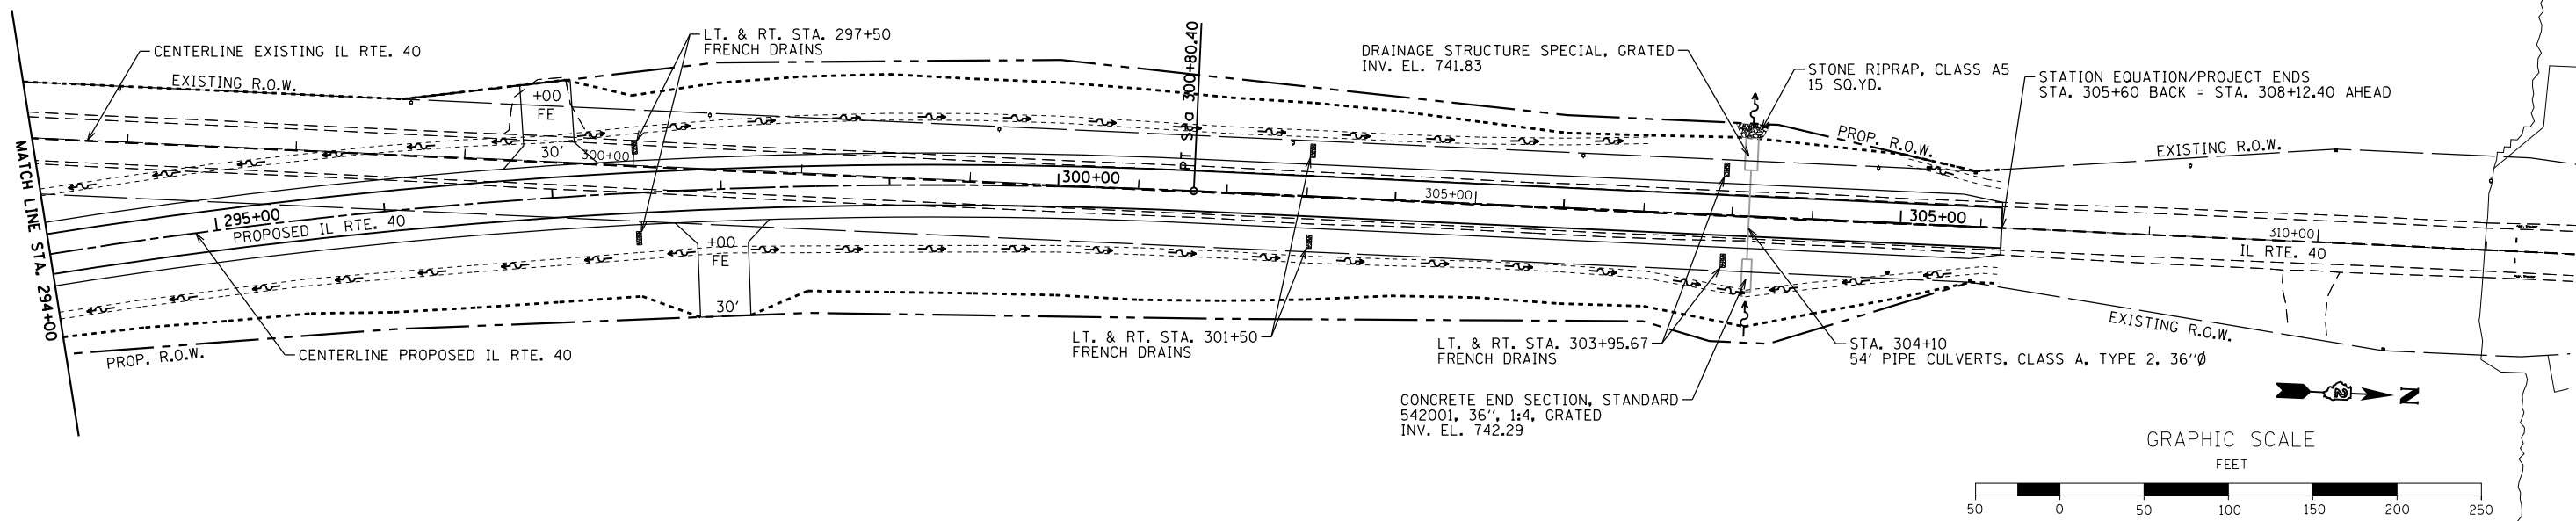 CENTERLINE EXISTING IL RTE. 40
EXISTING R.O.W.
LT. & RT. STA. 297+50
FRENCH DRAINS
PT Sta 300+80.40
DRAINAGE STRUCTURE SPECIAL, GRATED
INV. EL. 741.83
STONE RIPRAP, CLASS A5
15 SQ.YD.
STATION EQUATION/PROJECT ENDS
STA. 305+60 BACK = STA. 308+12.40 AHEAD
+00
FE
30'
300+00
PROP. R.O.W.
EXISTING R.O.W.
MATCH LINE STA. 294+00
300+00
305+00
295+00
PROPOSED IL RTE. 40
305+00
310+00
IL RTE. 40
+00
FE
30'
PROP. R.O.W.
CENTERLINE PROPOSED IL RTE. 40
LT. & RT. STA. 301+50
FRENCH DRAINS
LT. & RT. STA. 303+95.67
FRENCH DRAINS
STA. 304+10
54' PIPE CULVERTS, CLASS A, TYPE 2, 36"Ø
EXISTING R.O.W.
CONCRETE END SECTION, STANDARD
542001, 36", 1:4, GRATED
INV. EL. 742.29
N
GRAPHIC SCALE
FEET
50 0 50 100 150 200 250